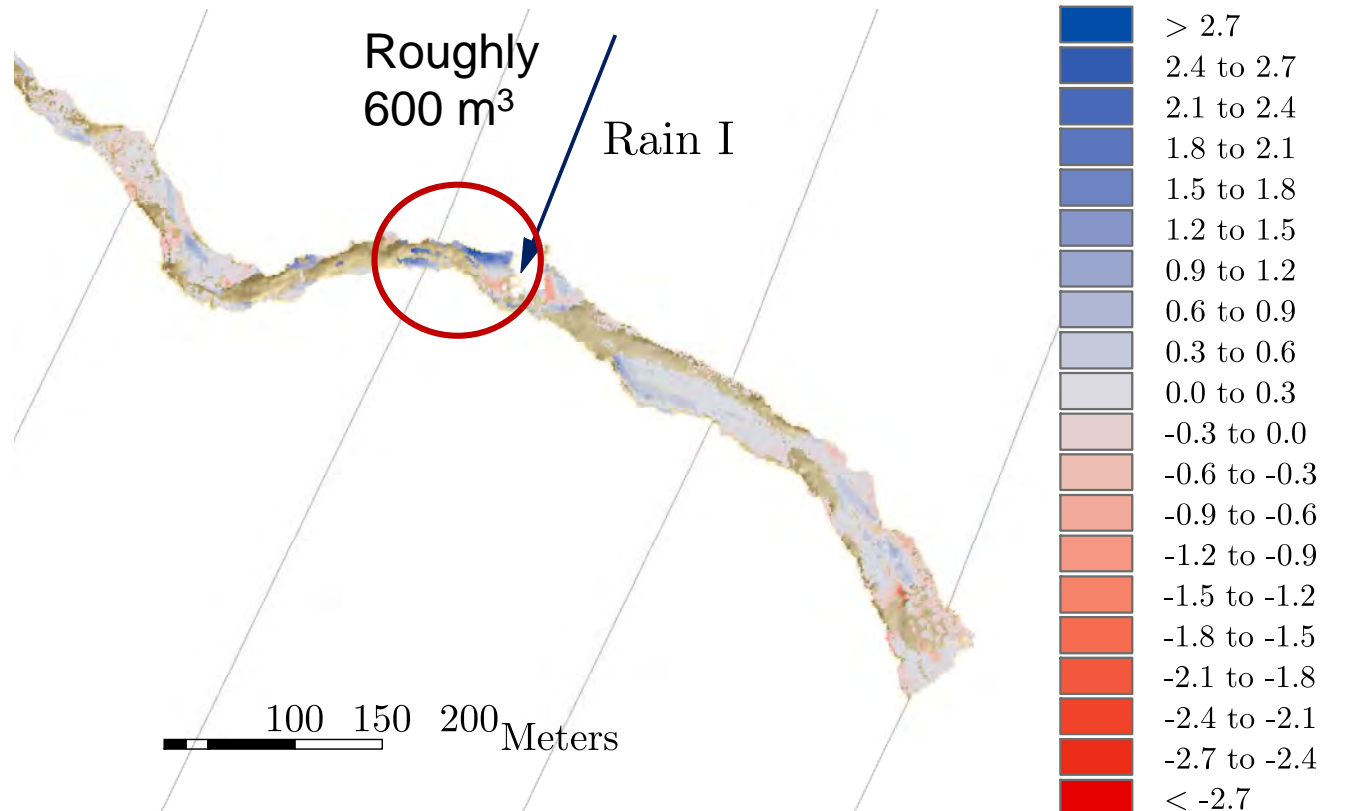 Roughly
600 m³
Rain I
100 150 200 Meters
> 2.7
2.4 to 2.7
2.1 to 2.4
1.8 to 2.1
1.5 to 1.8
1.2 to 1.5
0.9 to 1.2
0.6 to 0.9
0.3 to 0.6
0.0 to 0.3
-0.3 to 0.0
-0.6 to -0.3
-0.9 to -0.6
-1.2 to -0.9
-1.5 to -1.2
-1.8 to -1.5
-2.1 to -1.8
-2.4 to -2.1
-2.7 to -2.4
< -2.7